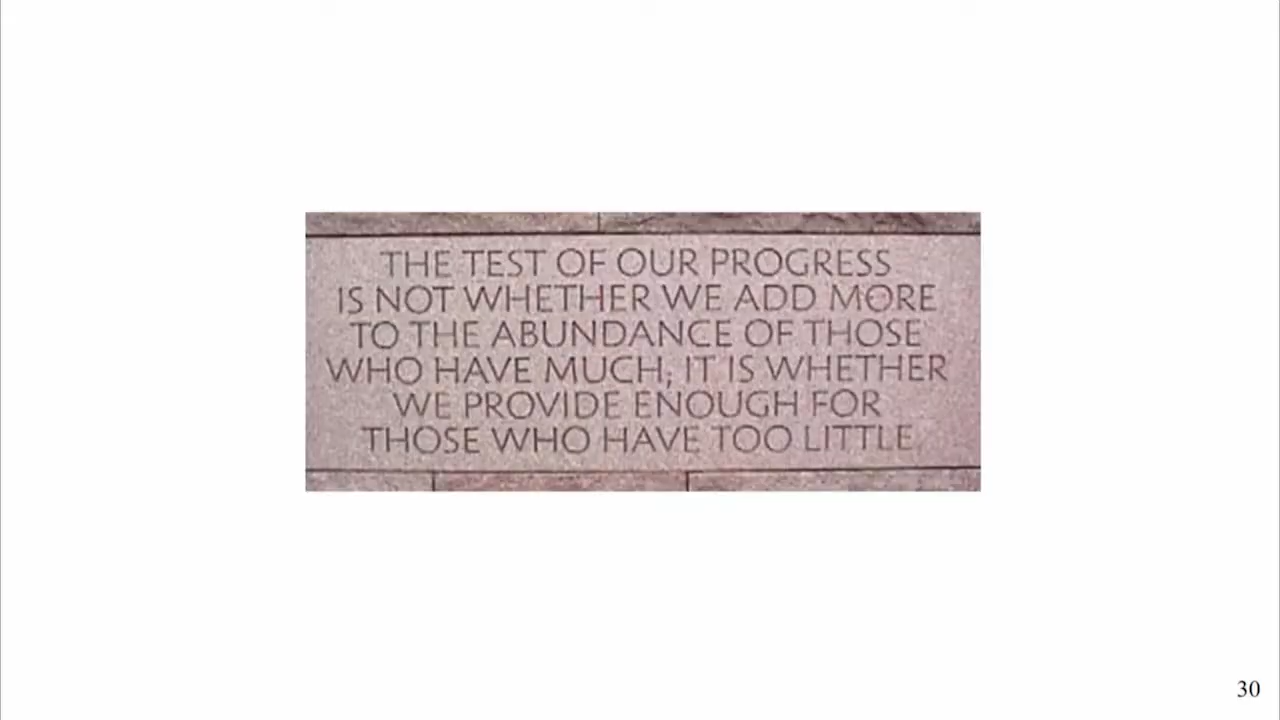 THE TEST OF OUR PROGRESS
IS NOT WHETHER WE ADD MORE
TO THE ABUNDANCE OF THOSE
WHO HAVE MUCH; IT IS WHETHER
WE PROVIDE ENOUGH FOR
THOSE WHO HAVE TOO LITTLE
30